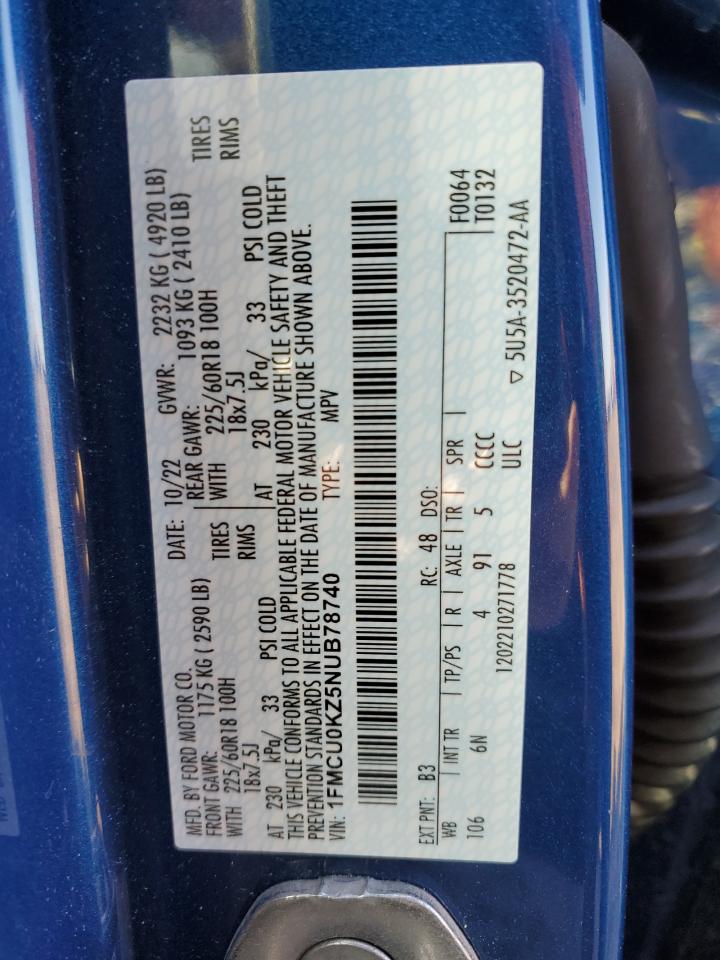 MFD. BY FORD MOTOR CO.
DATE: 10/22 GVWR: 2232 KG ( 4920 LB)
FRONT GAWR: 1175 KG ( 2590 LB) REAR GAWR: 1093 KG ( 2410 LB)
WITH 225/60R18 100H TIRES WITH 225/60R18 100H TIRES
18x7.5J RIMS 18x7.5J RIMS
AT 230 kPa/ 33 PSI COLD AT 230 kPa/ 33 PSI COLD
THIS VEHICLE CONFORMS TO ALL APPLICABLE FEDERAL MOTOR VEHICLE SAFETY AND THEFT
PREVENTION STANDARDS IN EFFECT ON THE DATE OF MANUFACTURE SHOWN ABOVE.
VIN: 1FMCU0KZ5NUB78740 TYPE: MPV
EXT PNT: B3 RC: 48 DSO: F0064
WB INT TR TP/PS R AXLE TR SPR T0132
106 6N 4 91 5 CCCC
1202210271778 ULC ▽ 5U5A-3520472-AA